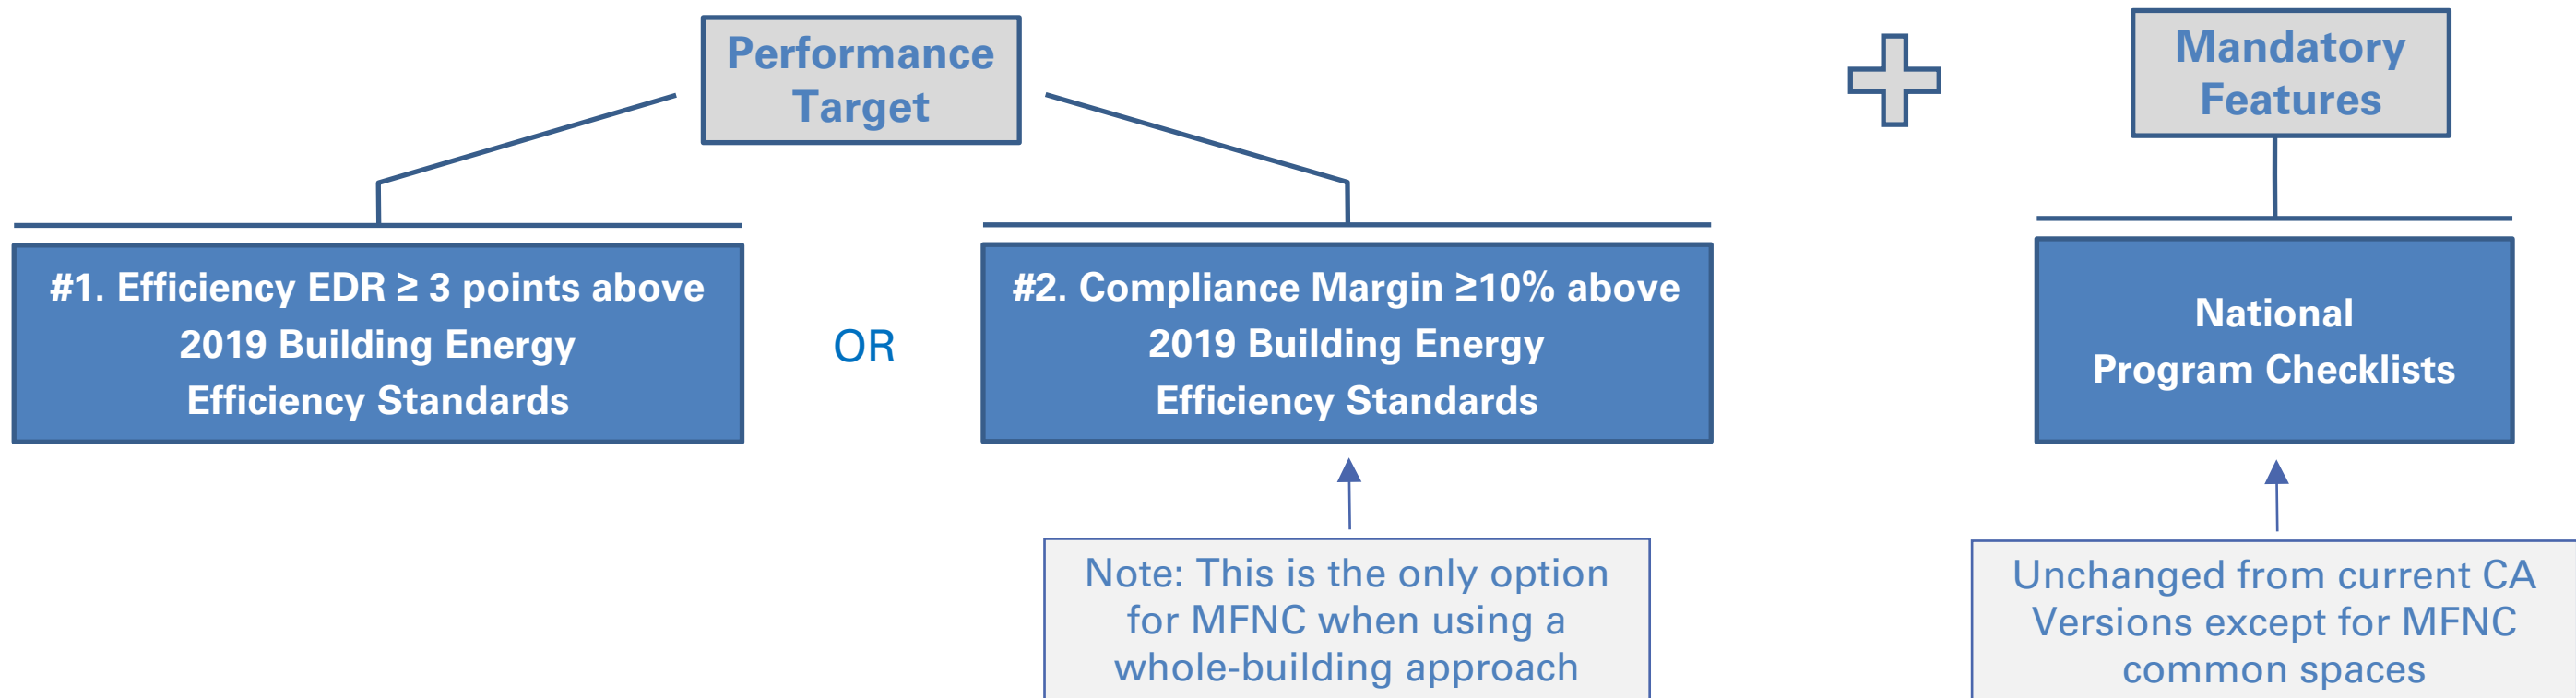 Performance
Target
Mandatory
Features
#1. Efficiency EDR ≥ 3 points above
2019 Building Energy
Efficiency Standards
OR
#2. Compliance Margin ≥10% above
2019 Building Energy
Efficiency Standards
National
Program Checklists
Note: This is the only option
for MFNC when using a
whole-building approach
Unchanged from current CA
Versions except for MFNC
common spaces